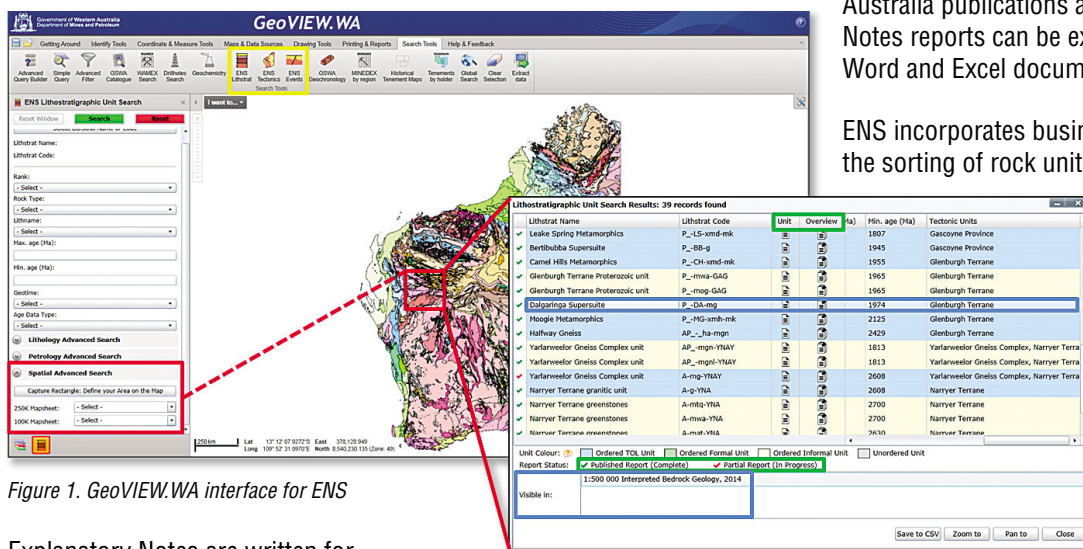 Government of Western Australia
Department of Mines and Petroleum
GeoVIEW.WA
Getting Around Identify Tools Coordinate & Measure Tools Maps & Data Sources Drawing Tools Printing & Reports Search Tools Help & Feedback
Advanced Query Builder
Simple Query
Advanced Filter
GSWA Catalogue
WAMEX Search
Drillholes Search
Geochemistry
ENS Lithstrat
ENS Tectonics
ENS Events
GSWA Geochronology
MINEDEX by region
Historical Tenement Maps
Tenements by holder
Global Search
Clear Selection
Extract data
Search Tools
ENS Lithostratigraphic Unit Search
I want to...
Reset Window Search Reset
Lithstrat Name:
Lithstrat Code:
Rank:
- Select -
Rock Type:
- Select -
Lithname:
- Select -
Max. age (Ma):
Min. age (Ma):
Geotime:
- Select -
Age Data Type:
- Select -
Lithology Advanced Search
Petrology Advanced Search
Spatial Advanced Search
Capture Rectangle: Define your Area on the Map
250K Mapsheet: - Select -
100K Mapsheet: - Select -
250 km
Lat 13° 12' 07.9272"S East 378,128.949
Long 109° 52' 31.0970"E North 8,540,230.135 (Zone: 49)
Australia publications a
Notes reports can be ex
Word and Excel docum
ENS incorporates busin
the sorting of rock unit
Lithostratigraphic Unit Search Results: 39 records found
Lithstrat Name Lithstrat Code Unit Overview Ma) Min. age (Ma) Tectonic Units
Leake Spring Metamorphics P_-LS-xmd-mk 1807 Gascoyne Province
Bertibubba Supersuite P_-BB-g 1945 Gascoyne Province
Camel Hills Metamorphics P_-CH-xmd-mk 1955 Glenburgh Terrane
Glenburgh Terrane Proterozoic unit P_-mwa-GAG 1965 Glenburgh Terrane
Glenburgh Terrane Proterozoic unit P_-mog-GAG 1965 Glenburgh Terrane
Dalgaringa Supersuite P_-DA-mg 1974 Glenburgh Terrane
Moogie Metamorphics P_-MG-xmh-mk 2125 Glenburgh Terrane
Halfway Gneiss AP_-_ha-mgn 2429 Glenburgh Terrane
Yarlarweelor Gneiss Complex unit AP_-mgn-YNAY 1813 Yarlarweelor Gneiss Complex, Narryer Terra
Yarlarweelor Gneiss Complex unit AP_-mgl-YNAY 1813 Yarlarweelor Gneiss Complex, Narryer Terra
Yarlarweelor Gneiss Complex unit A-mg-YNAY 2608 Yarlarweelor Gneiss Complex, Narryer Terra
Narryer Terrane granitic unit A-g-YNA 2608 Narryer Terrane
Narryer Terrane greenstones A-mtq-YNA 2700 Narryer Terrane
Narryer Terrane greenstones A-mwa-YNA 2700 Narryer Terrane
Narryer Terrane greenstones A-mat-YNA 2630 Narryer Terrane
Unit Colour: Ordered TOL Unit Ordered Formal Unit Ordered Informal Unit Unordered Unit
Report Status: Published Report (Complete) Partial Report (In Progress)
1:500 000 Interpreted Bedrock Geology, 2014
Visible in:
Save to CSV Zoom to Pan to Close
Figure 1. GeoVIEW.WA interface for ENS
Explanatory Notes are written for